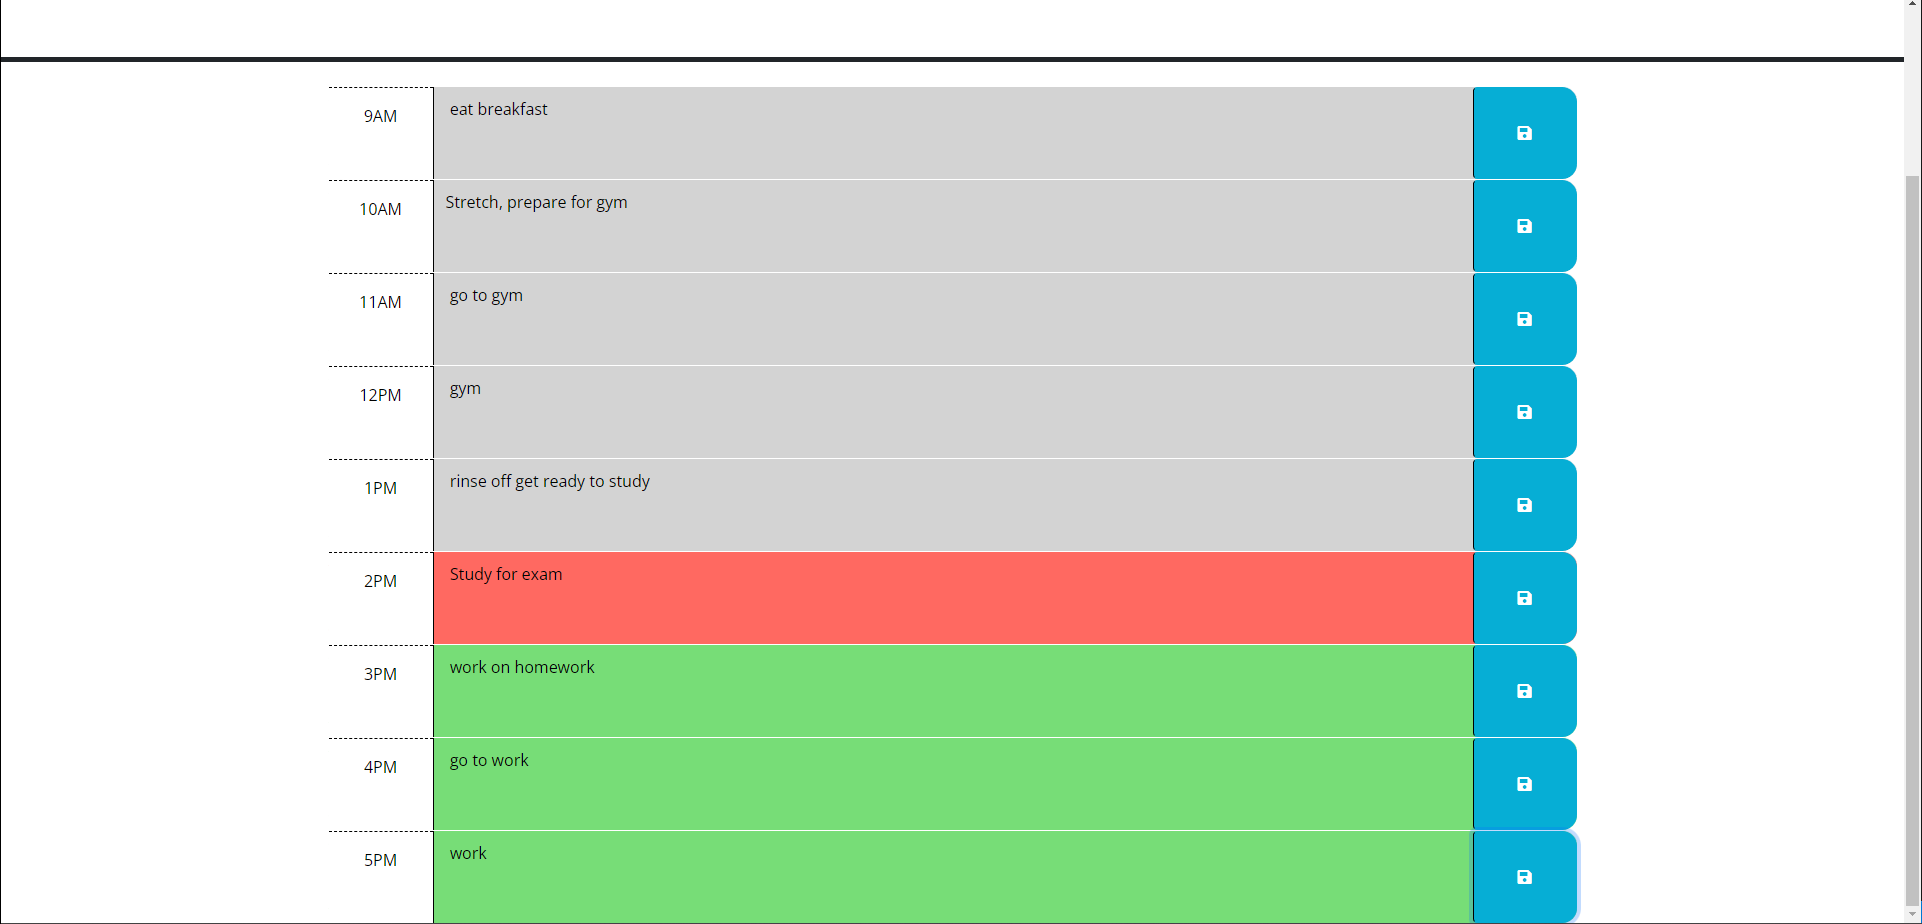 9AM eat breakfast
10AM Stretch, prepare for gym
11AM go to gym
12PM gym
1PM rinse off get ready to study
2PM Study for exam
3PM work on homework
4PM go to work
5PM work